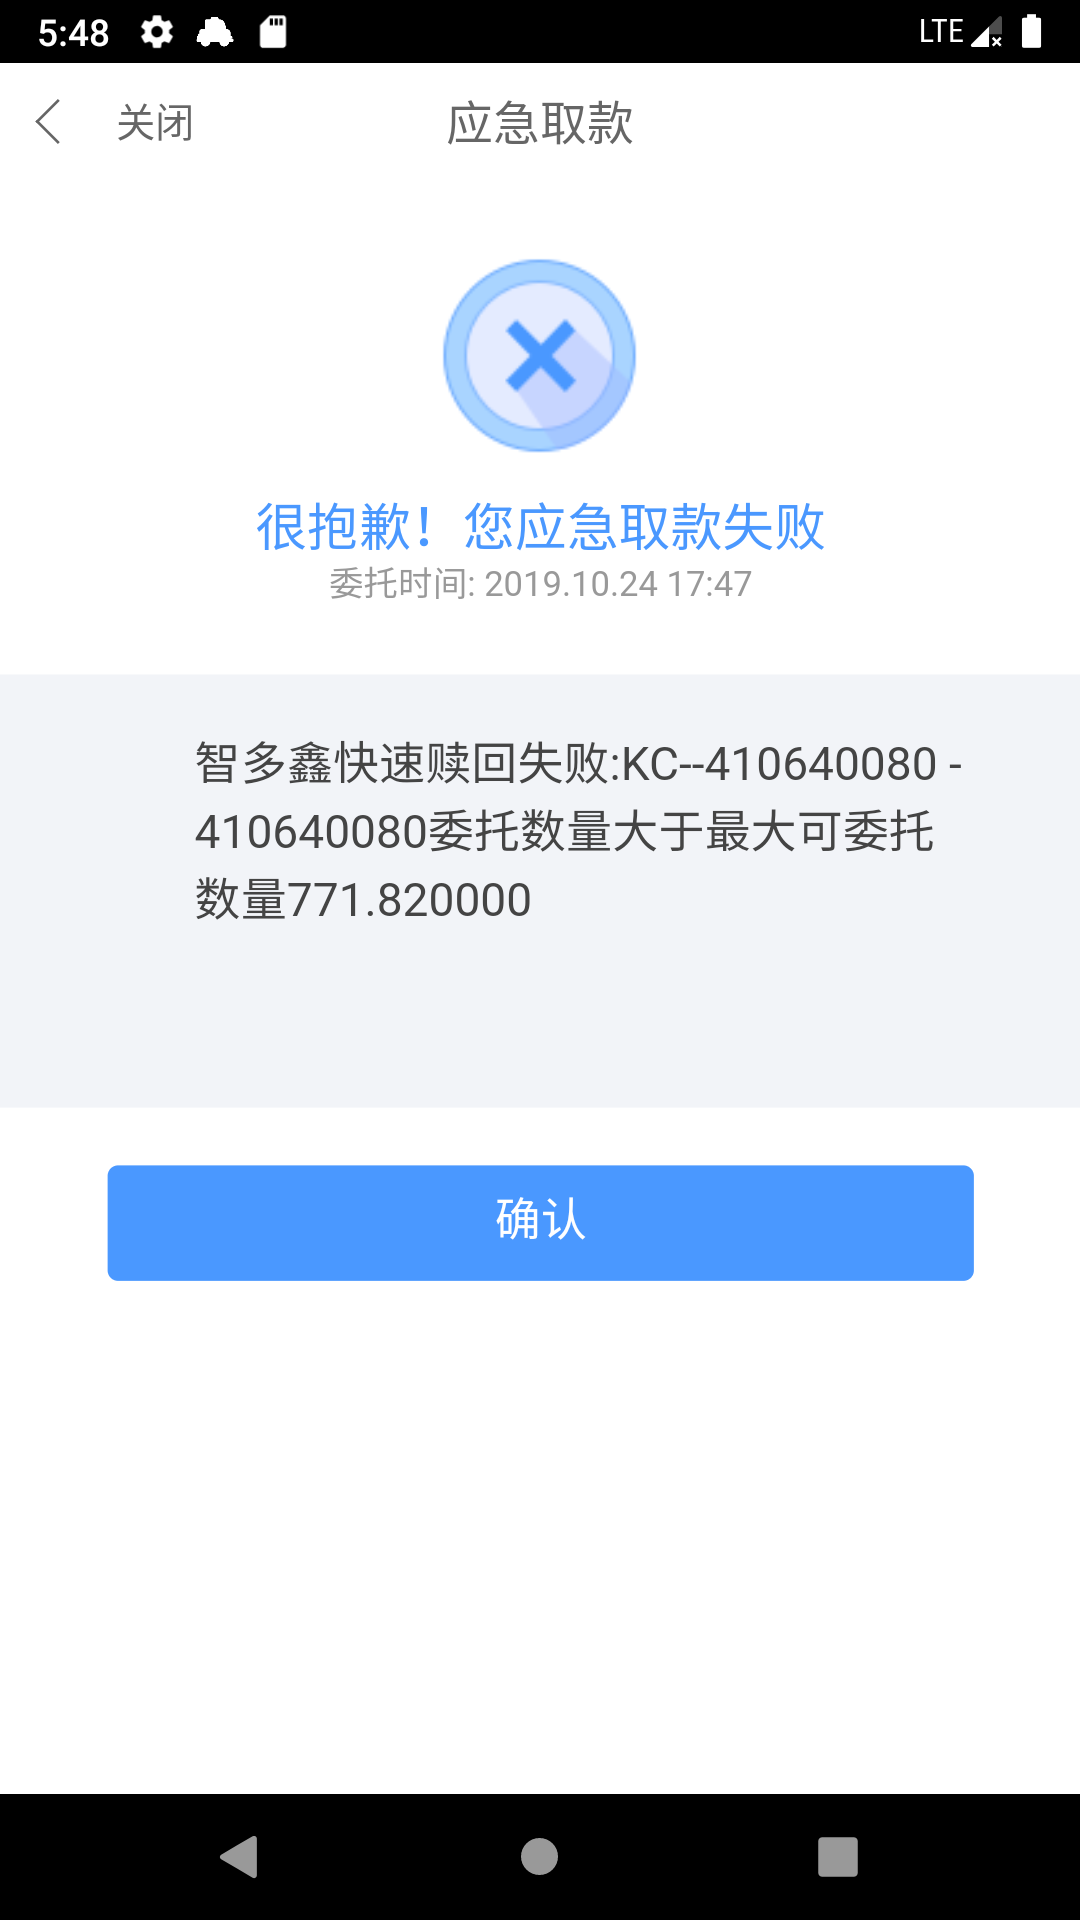 5:48
LTE
关闭
应急取款
很抱歉！您应急取款失败
委托时间: 2019.10.24 17:47
智多鑫快速赎回失败:KC--410640080 -
410640080委托数量大于最大可委托
数量771.820000
确认